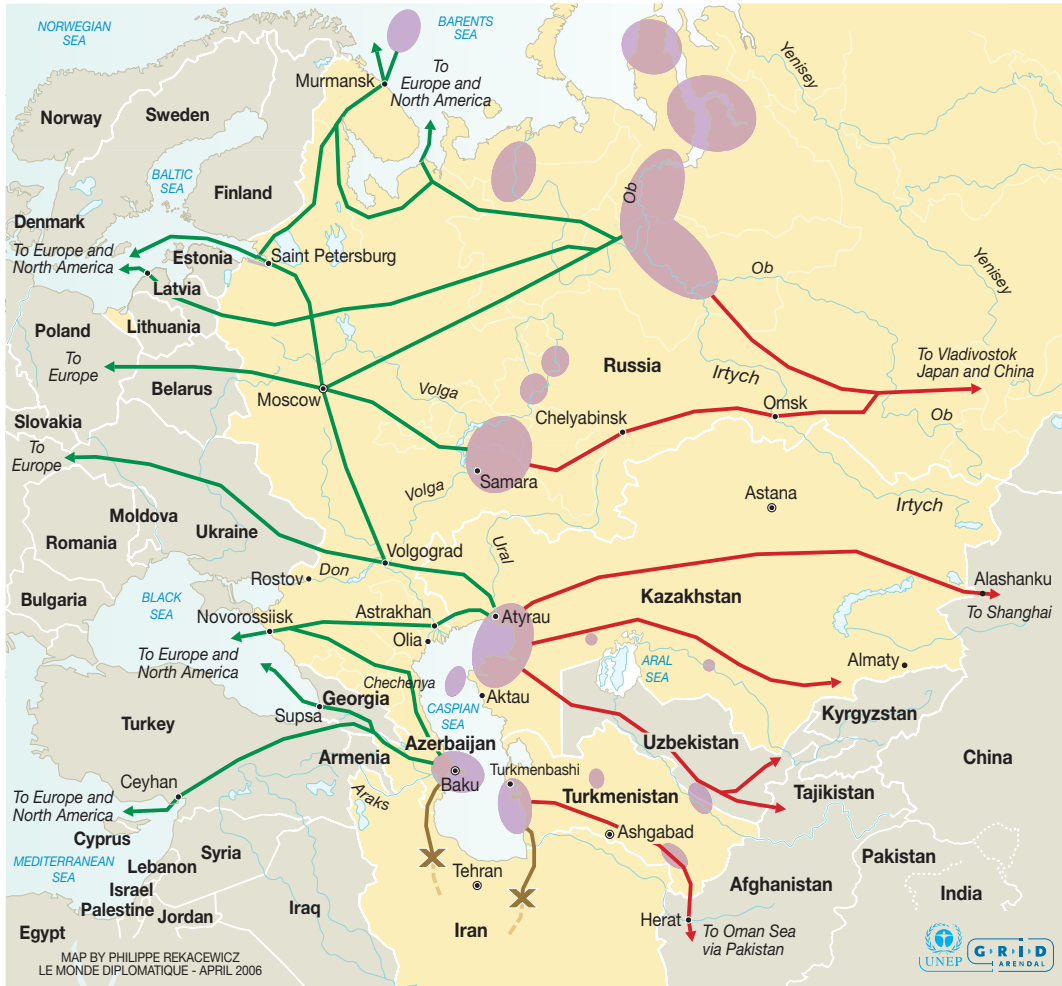 NORWEGIAN
SEA
BARENTS
SEA
Yenisey
Murmansk
To
Europe and
North America
Norway
Sweden
BALTIC
SEA
Finland
Ob
Denmark
To Europe and
North America
Estonia
Saint Petersburg
Latvia
Ob
Yenisey
Lithuania
Poland
To
Europe
Belarus
Moscow
Volga
Russia
Irtych
To Vladivostok
Japan and China
Omsk
Chelyabinsk
Ob
Slovakia
To
Europe
Samara
Volga
Astana
Irtych
Moldova
Ukraine
Romania
Volgograd
Ural
Don
Rostov
Bulgaria
BLACK
SEA
Novorossiisk
Astrakhan
Atyrau
Kazakhstan
Alashanku
To Shanghai
Olia
To Europe and
North America
Chechenya
ARAL
SEA
Almaty
Georgia
Supsa
CASPIAN
SEA
Aktau
Kyrgyzstan
Turkey
Azerbaijan
Armenia
Uzbekistan
China
Baku
Turkmenbashi
Turkmenistan
Tajikistan
Ceyhan
Araks
To Europe and
North America
Ashgabad
Cyprus
MEDITERRANEAN
SEA
Lebanon
Syria
Tehran
Afghanistan
Pakistan
Israel
Palestine
Jordan
Iraq
India
Egypt
Iran
Herat
To Oman Sea
via Pakistan
MAP BY PHILIPPE REKACEWICZ
LE MONDE DIPLOMATIQUE - APRIL 2006
UNEP
G R I D
ARENDAL